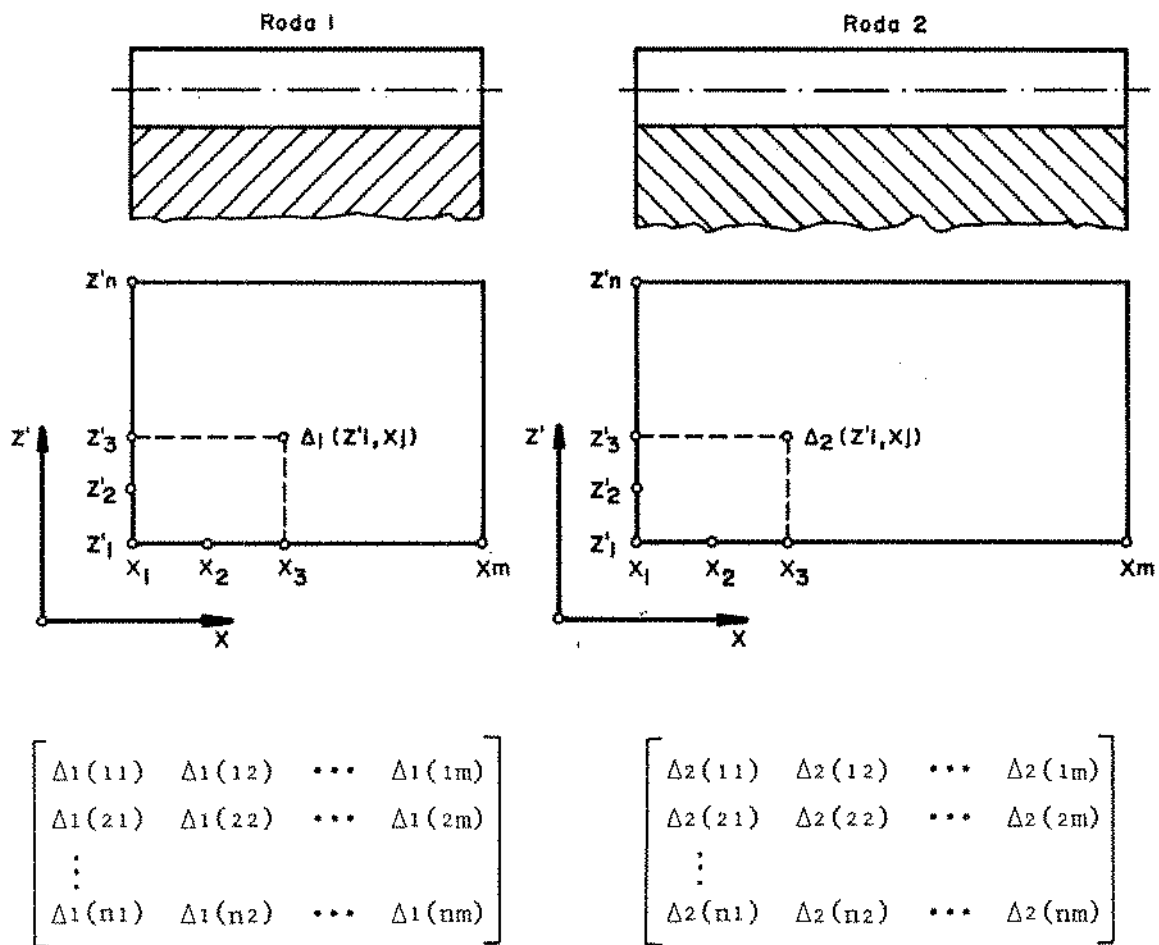 Roda 1 Roda 2
Z'n Z'n
Z' Z'3 Δ1(Z'i,Xj) Z' Z'3 Δ2(Z'i,Xj)
Z'2 Z'2
Z'1 Z'1
X1 X2 X3 Xm X1 X2 X3 Xm
X X
Δ1(11) Δ1(12) ••• Δ1(1m) Δ2(11) Δ2(12) ••• Δ2(1m)
Δ1(21) Δ1(22) ••• Δ1(2m) Δ2(21) Δ2(22) ••• Δ2(2m)
⋮ ⋮
Δ1(n1) Δ1(n2) ••• Δ1(nm) Δ2(n1) Δ2(n2) ••• Δ2(nm)